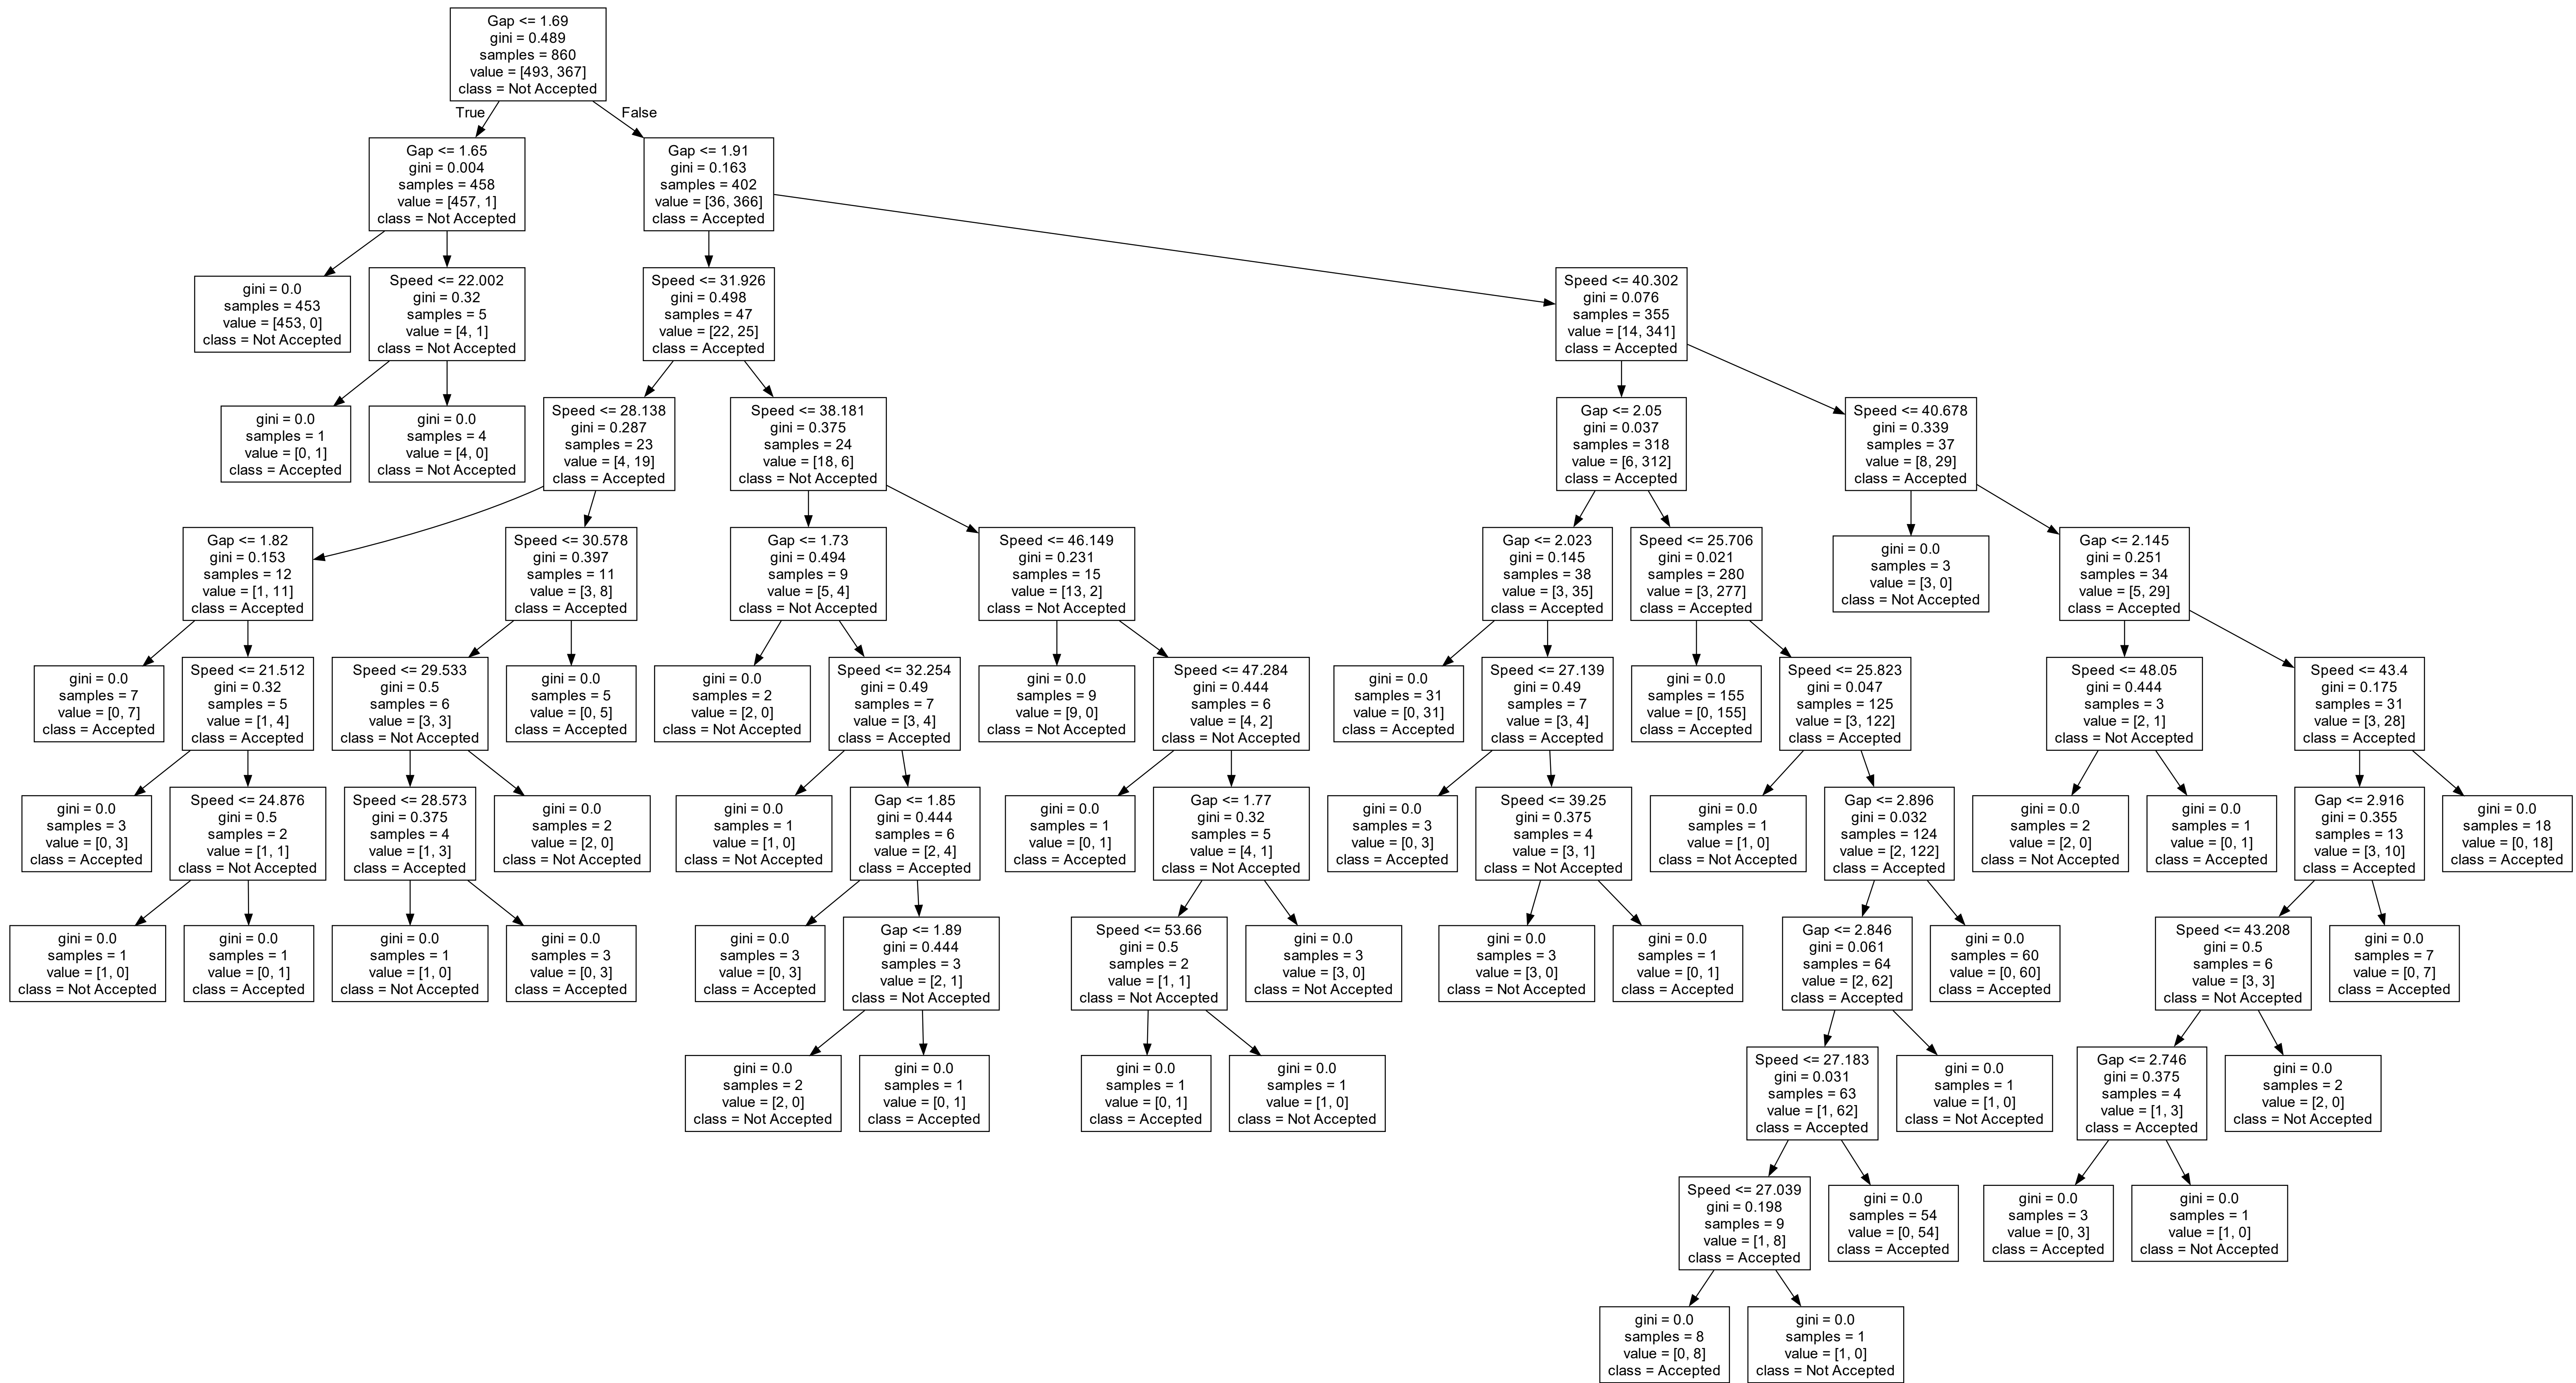 Gap <= 1.69
gini = 0.489
samples = 860
value = [493, 367]
class = Not Accepted
True
False
Gap <= 1.65
gini = 0.004
samples = 458
value = [457, 1]
class = Not Accepted
Gap <= 1.91
gini = 0.163
samples = 402
value = [36, 366]
class = Accepted
gini = 0.0
samples = 453
value = [453, 0]
class = Not Accepted
Speed <= 22.002
gini = 0.32
samples = 5
value = [4, 1]
class = Not Accepted
Speed <= 31.926
gini = 0.498
samples = 47
value = [22, 25]
class = Accepted
Speed <= 40.302
gini = 0.076
samples = 355
value = [14, 341]
class = Accepted
gini = 0.0
samples = 1
value = [0, 1]
class = Accepted
gini = 0.0
samples = 4
value = [4, 0]
class = Not Accepted
Speed <= 28.138
gini = 0.287
samples = 23
value = [4, 19]
class = Accepted
Speed <= 38.181
gini = 0.375
samples = 24
value = [18, 6]
class = Not Accepted
Gap <= 2.05
gini = 0.037
samples = 318
value = [6, 312]
class = Accepted
Speed <= 40.678
gini = 0.339
samples = 37
value = [8, 29]
class = Accepted
Gap <= 1.82
gini = 0.153
samples = 12
value = [1, 11]
class = Accepted
Speed <= 30.578
gini = 0.397
samples = 11
value = [3, 8]
class = Accepted
Gap <= 1.73
gini = 0.494
samples = 9
value = [5, 4]
class = Not Accepted
Speed <= 46.149
gini = 0.231
samples = 15
value = [13, 2]
class = Not Accepted
Gap <= 2.023
gini = 0.145
samples = 38
value = [3, 35]
class = Accepted
Speed <= 25.706
gini = 0.021
samples = 280
value = [3, 277]
class = Accepted
gini = 0.0
samples = 3
value = [3, 0]
class = Not Accepted
Gap <= 2.145
gini = 0.251
samples = 34
value = [5, 29]
class = Accepted
gini = 0.0
samples = 7
value = [0, 7]
class = Accepted
Speed <= 21.512
gini = 0.32
samples = 5
value = [1, 4]
class = Accepted
Speed <= 29.533
gini = 0.5
samples = 6
value = [3, 3]
class = Not Accepted
gini = 0.0
samples = 5
value = [0, 5]
class = Accepted
gini = 0.0
samples = 2
value = [2, 0]
class = Not Accepted
Speed <= 32.254
gini = 0.49
samples = 7
value = [3, 4]
class = Accepted
gini = 0.0
samples = 9
value = [9, 0]
class = Not Accepted
Speed <= 47.284
gini = 0.444
samples = 6
value = [4, 2]
class = Not Accepted
gini = 0.0
samples = 31
value = [0, 31]
class = Accepted
Speed <= 27.139
gini = 0.49
samples = 7
value = [3, 4]
class = Accepted
gini = 0.0
samples = 155
value = [0, 155]
class = Accepted
Speed <= 25.823
gini = 0.047
samples = 125
value = [3, 122]
class = Accepted
Speed <= 48.05
gini = 0.444
samples = 3
value = [2, 1]
class = Not Accepted
Speed <= 43.4
gini = 0.175
samples = 31
value = [3, 28]
class = Accepted
gini = 0.0
samples = 3
value = [0, 3]
class = Accepted
Speed <= 24.876
gini = 0.5
samples = 2
value = [1, 1]
class = Not Accepted
Speed <= 28.573
gini = 0.375
samples = 4
value = [1, 3]
class = Accepted
gini = 0.0
samples = 2
value = [2, 0]
class = Not Accepted
gini = 0.0
samples = 1
value = [1, 0]
class = Not Accepted
Gap <= 1.85
gini = 0.444
samples = 6
value = [2, 4]
class = Accepted
gini = 0.0
samples = 1
value = [0, 1]
class = Accepted
Gap <= 1.77
gini = 0.32
samples = 5
value = [4, 1]
class = Not Accepted
gini = 0.0
samples = 3
value = [0, 3]
class = Accepted
Speed <= 39.25
gini = 0.375
samples = 4
value = [3, 1]
class = Not Accepted
gini = 0.0
samples = 1
value = [1, 0]
class = Not Accepted
Gap <= 2.896
gini = 0.032
samples = 124
value = [2, 122]
class = Accepted
gini = 0.0
samples = 2
value = [2, 0]
class = Not Accepted
gini = 0.0
samples = 1
value = [0, 1]
class = Accepted
Gap <= 2.916
gini = 0.355
samples = 13
value = [3, 10]
class = Accepted
gini = 0.0
samples = 18
value = [0, 18]
class = Accepted
gini = 0.0
samples = 1
value = [1, 0]
class = Not Accepted
gini = 0.0
samples = 1
value = [0, 1]
class = Accepted
gini = 0.0
samples = 1
value = [1, 0]
class = Not Accepted
gini = 0.0
samples = 3
value = [0, 3]
class = Accepted
gini = 0.0
samples = 3
value = [0, 3]
class = Accepted
Gap <= 1.89
gini = 0.444
samples = 3
value = [2, 1]
class = Not Accepted
Speed <= 53.66
gini = 0.5
samples = 2
value = [1, 1]
class = Not Accepted
gini = 0.0
samples = 3
value = [3, 0]
class = Not Accepted
gini = 0.0
samples = 3
value = [3, 0]
class = Not Accepted
gini = 0.0
samples = 1
value = [0, 1]
class = Accepted
Gap <= 2.846
gini = 0.061
samples = 64
value = [2, 62]
class = Accepted
gini = 0.0
samples = 60
value = [0, 60]
class = Accepted
Speed <= 43.208
gini = 0.5
samples = 6
value = [3, 3]
class = Not Accepted
gini = 0.0
samples = 7
value = [0, 7]
class = Accepted
gini = 0.0
samples = 2
value = [2, 0]
class = Not Accepted
gini = 0.0
samples = 1
value = [0, 1]
class = Accepted
gini = 0.0
samples = 1
value = [0, 1]
class = Accepted
gini = 0.0
samples = 1
value = [1, 0]
class = Not Accepted
Speed <= 27.183
gini = 0.031
samples = 63
value = [1, 62]
class = Accepted
gini = 0.0
samples = 1
value = [1, 0]
class = Not Accepted
Gap <= 2.746
gini = 0.375
samples = 4
value = [1, 3]
class = Accepted
gini = 0.0
samples = 2
value = [2, 0]
class = Not Accepted
Speed <= 27.039
gini = 0.198
samples = 9
value = [1, 8]
class = Accepted
gini = 0.0
samples = 54
value = [0, 54]
class = Accepted
gini = 0.0
samples = 3
value = [0, 3]
class = Accepted
gini = 0.0
samples = 1
value = [1, 0]
class = Not Accepted
gini = 0.0
samples = 8
value = [0, 8]
class = Accepted
gini = 0.0
samples = 1
value = [1, 0]
class = Not Accepted